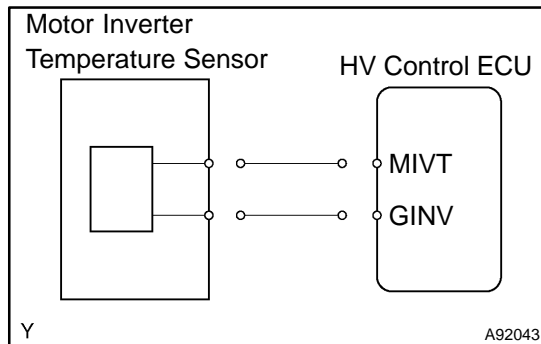 Motor Inverter
Temperature Sensor
HV Control ECU
MIVT
GINV
Y
A92043